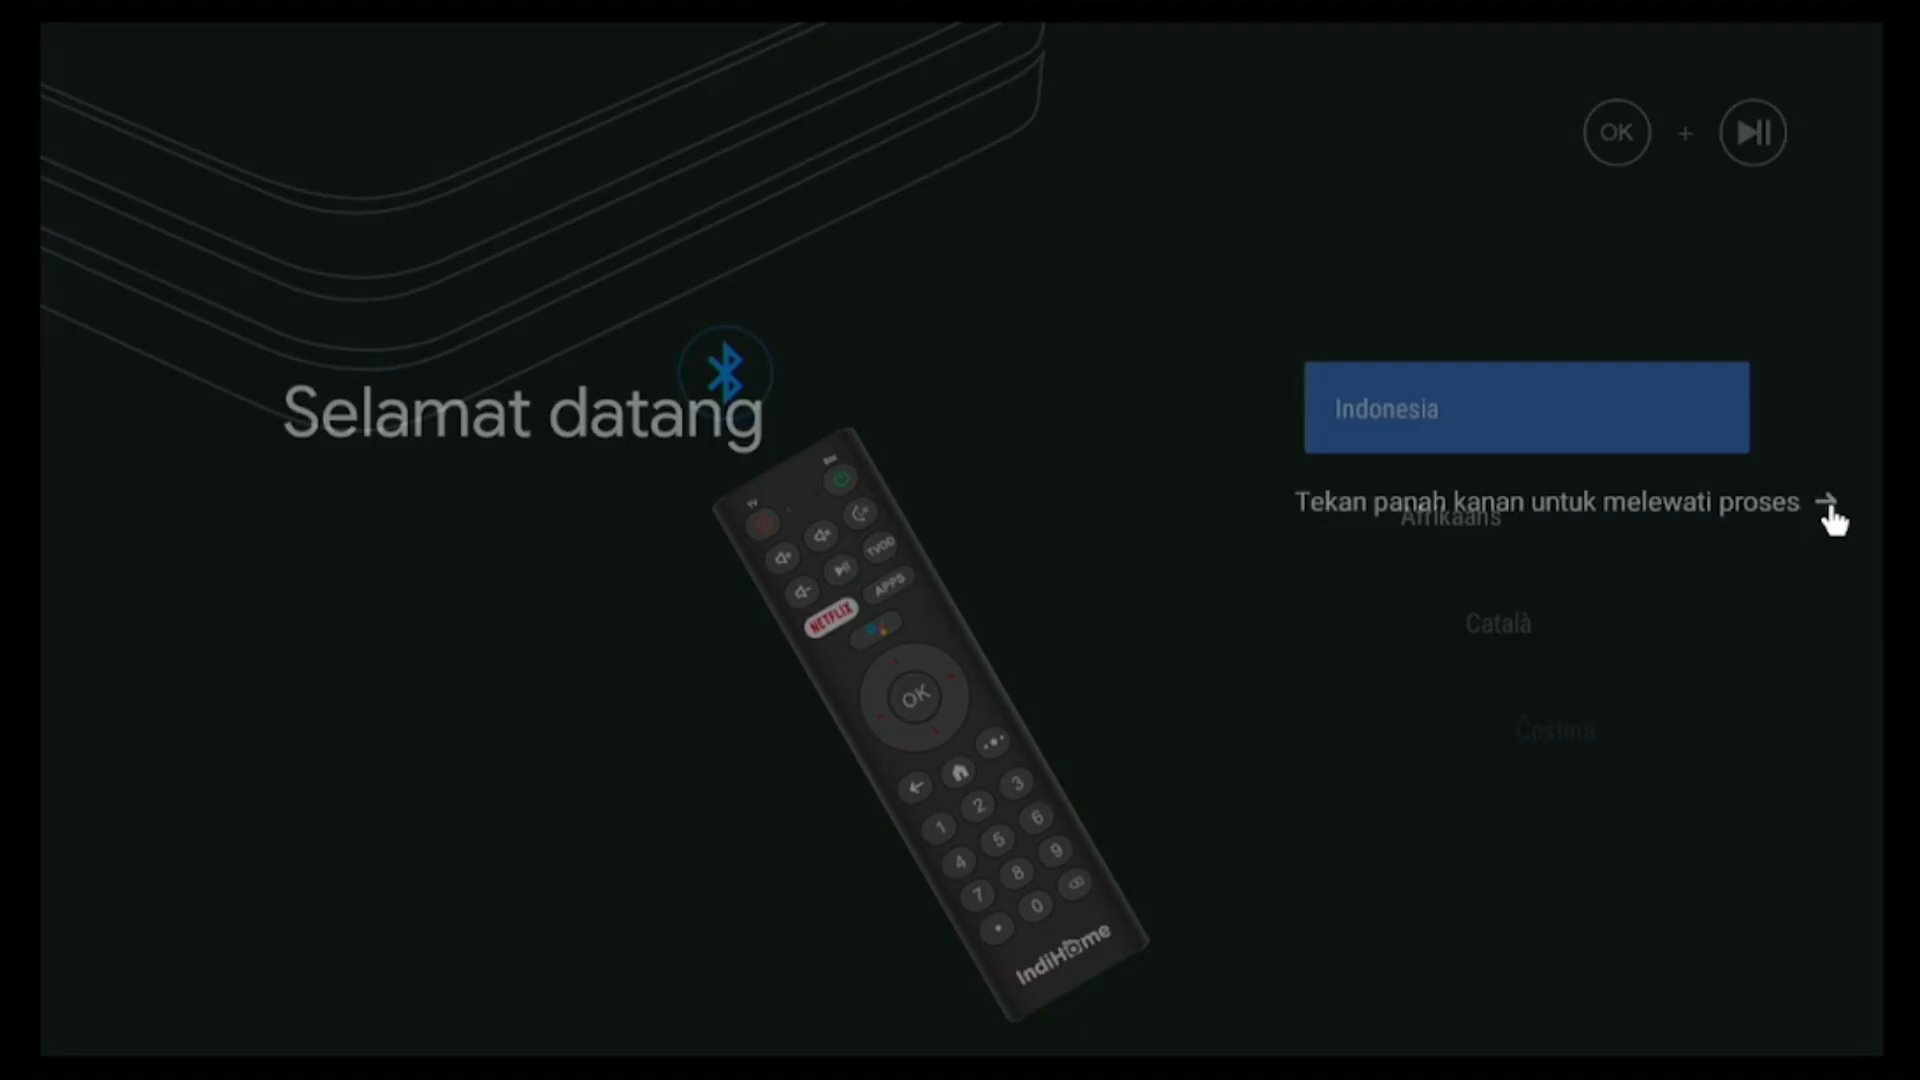 OK +
Selamat datang
Indonesia
Tekan panah kanan untuk melewati proses →
Afrikaans
Català
Čeština
TV
Box
TVOD
APPS
NETFLIX
OK
1 2 3
4 5 6
7 8 9
0
IndiHome